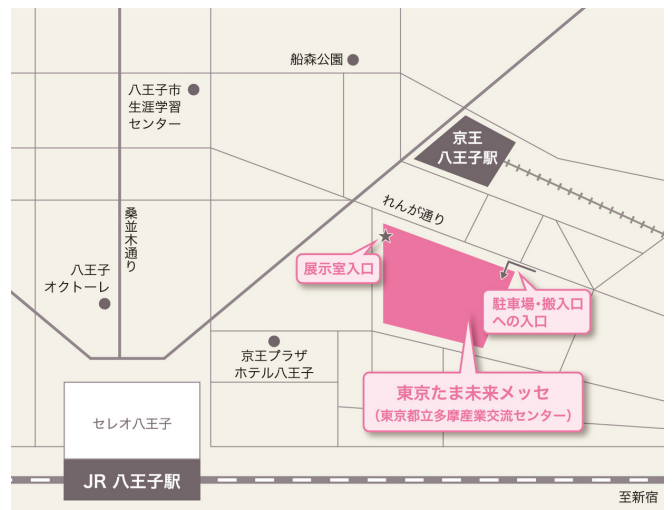 船森公園
八王子市
生涯学習
センター
京王
八王子駅
れんが通り
桑並木通り
展示室入口
八王子
オクトーレ
駐車場・搬入口
への入口
京王プラザ
ホテル八王子
東京たま未来メッセ
（東京都立多摩産業交流センター）
セレオ八王子
JR 八王子駅
至新宿